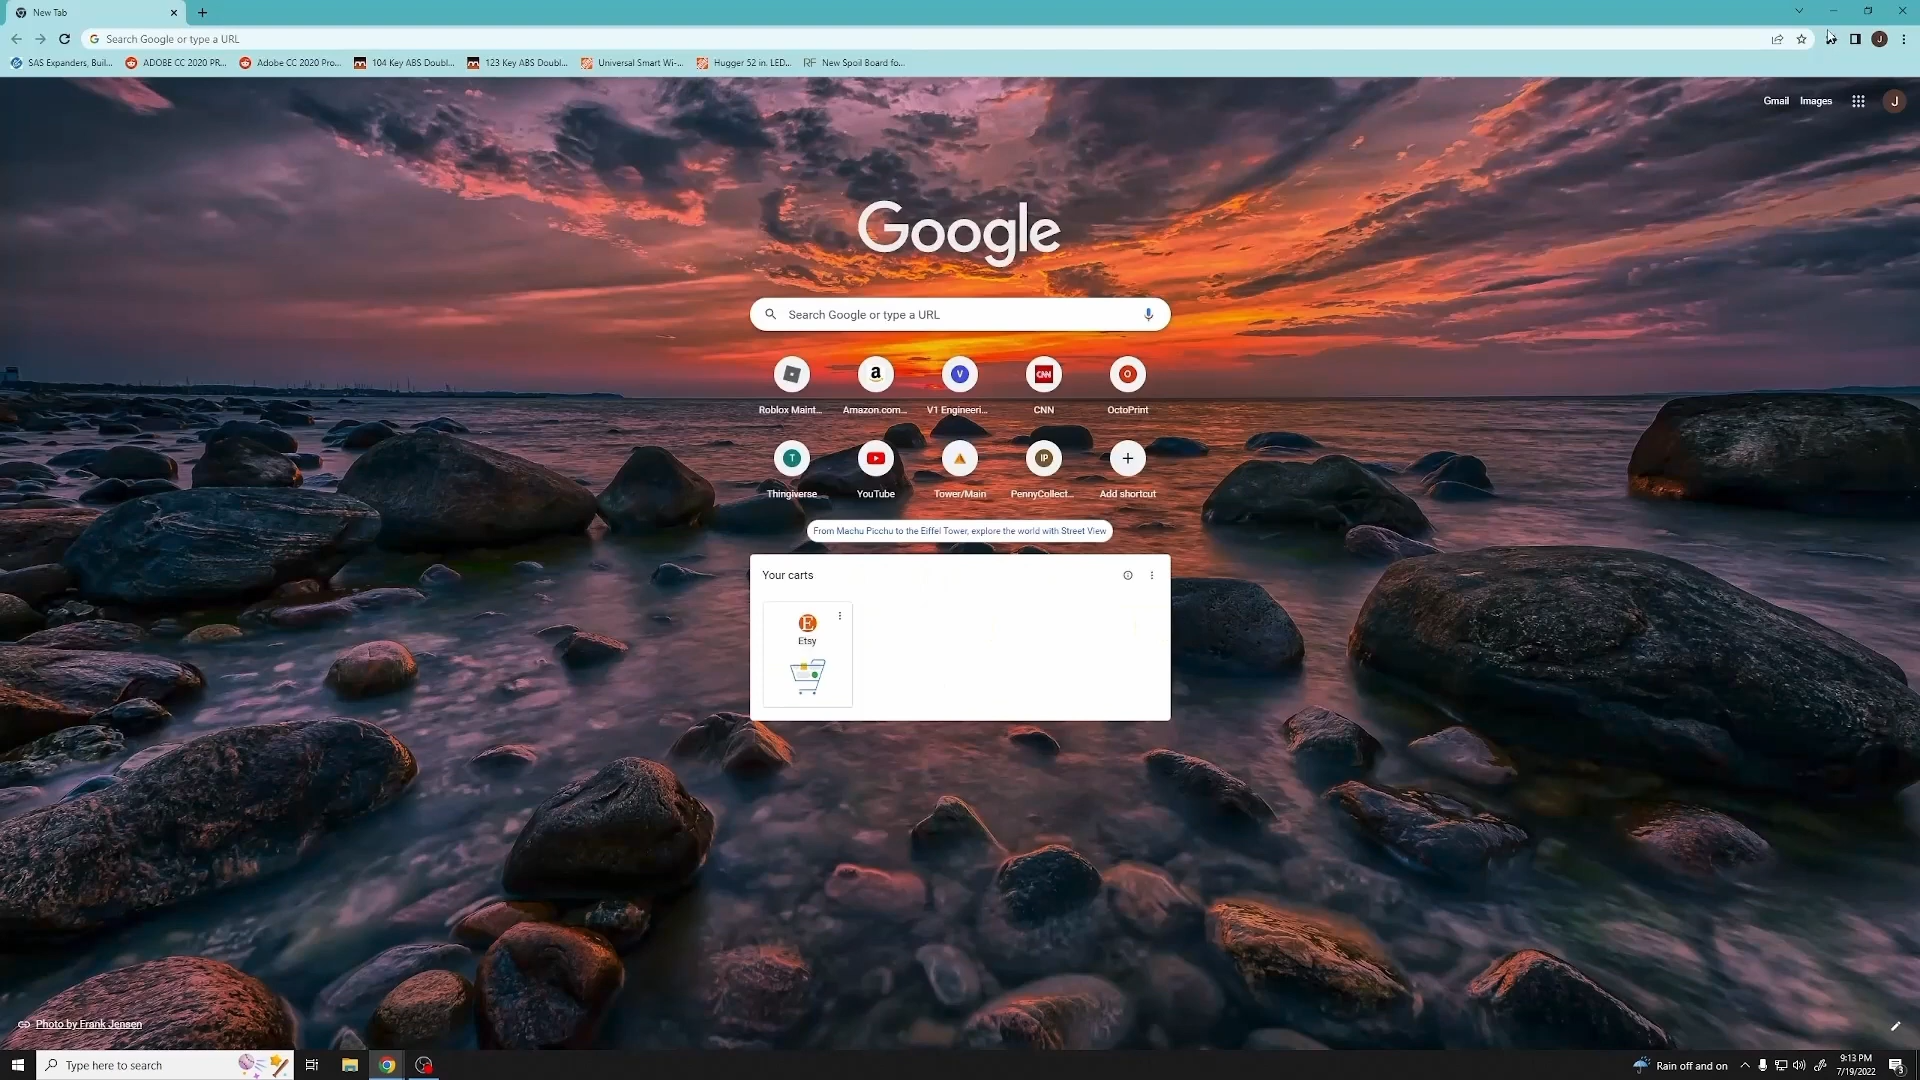 New Tab
Search Google or type a URL
SAS Expanders, Buil...
ADOBE CC 2020 PR...
Adobe CC 2020 Pro...
104 Key ABS Doubl...
123 Key ABS Doubl...
Universal Smart Wi-...
Hugger 52 in. LED...
RF New Spoil Board fo...
Gmail Images J
J
Google
Search Google or type a URL
Roblox Maint...
Amazon.com...
V1 Engineeri...
CNN
OctoPrint
Thingiverse
YouTube
Tower/Main
PennyCollect...
Add shortcut
From Machu Picchu to the Eiffel Tower, explore the world with Street View
Your carts
Etsy
Photo by Frank Jensen
Type here to search
Rain off and on
9:13 PM
7/19/2022
3